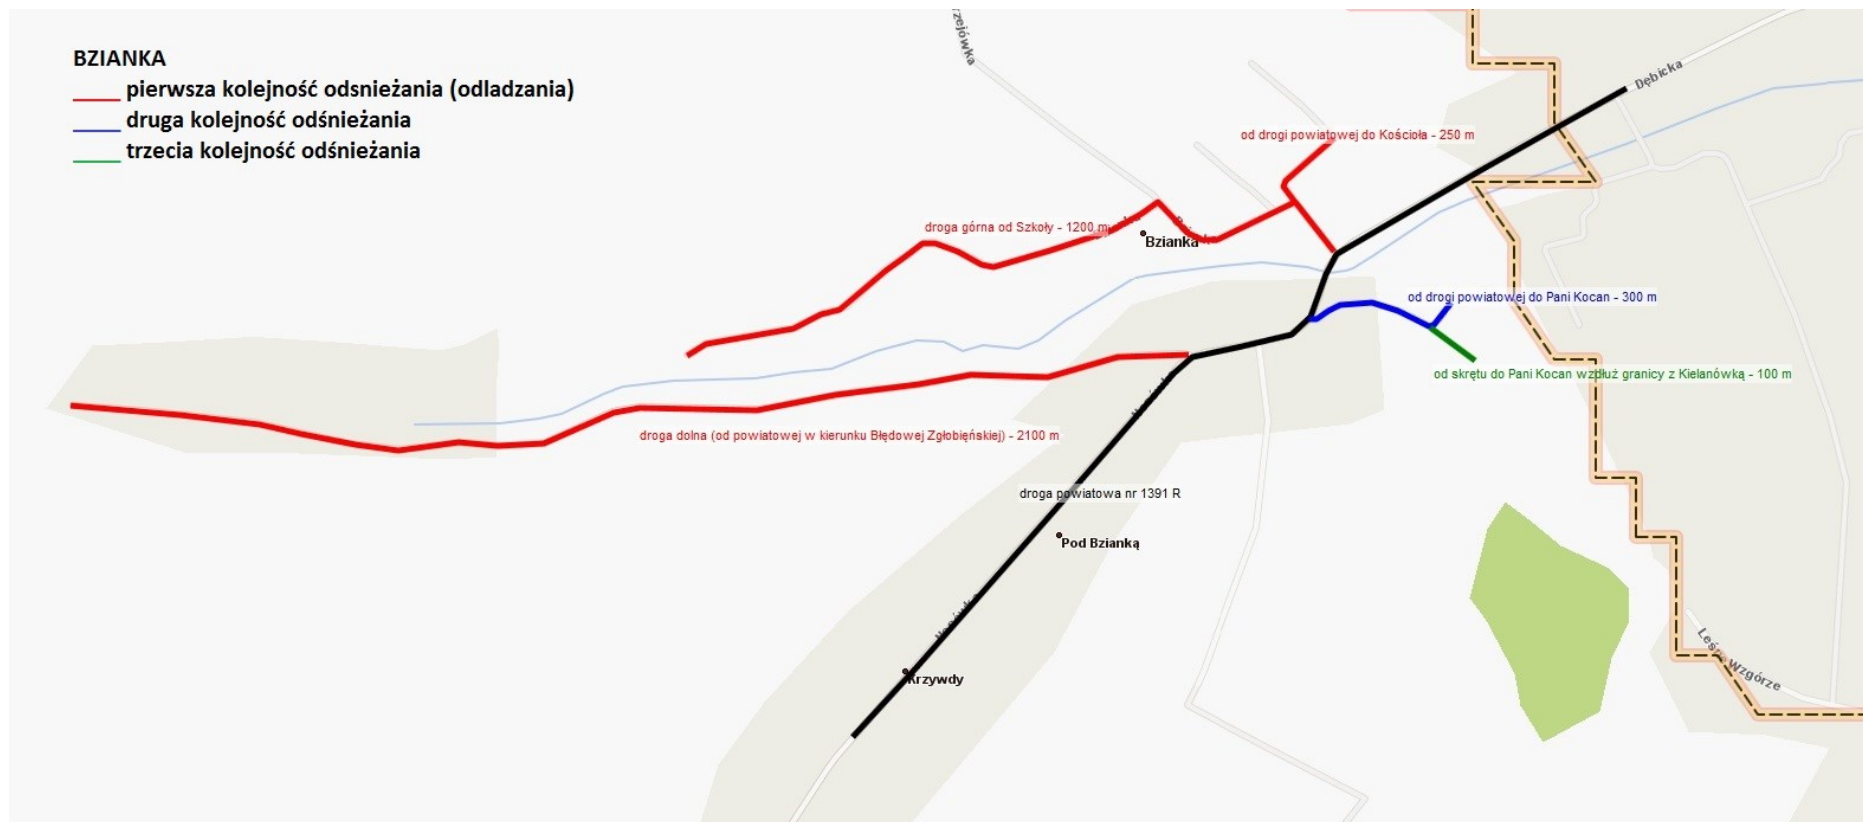 BZIANKA
pierwsza kolejność odsnieżania (odladzania)
druga kolejność odśnieżania
trzecia kolejność odśnieżania
Dębicka
od drogi powiatowej do Kościoła - 250 m
droga górna od Szkoły - 1200 m
Bzianka
od drogi powiatowej do Pani Kocan - 300 m
od skrętu do Pani Kocan wzdłuż granicy z Kielanówką - 100 m
droga dolna (od powiatowej w kierunku Błędowej Zgłobieńskiej) - 2100 m
droga powiatowa nr 1391 R
Pod Bzianką
Krzywdy
Leśne Wzgórze